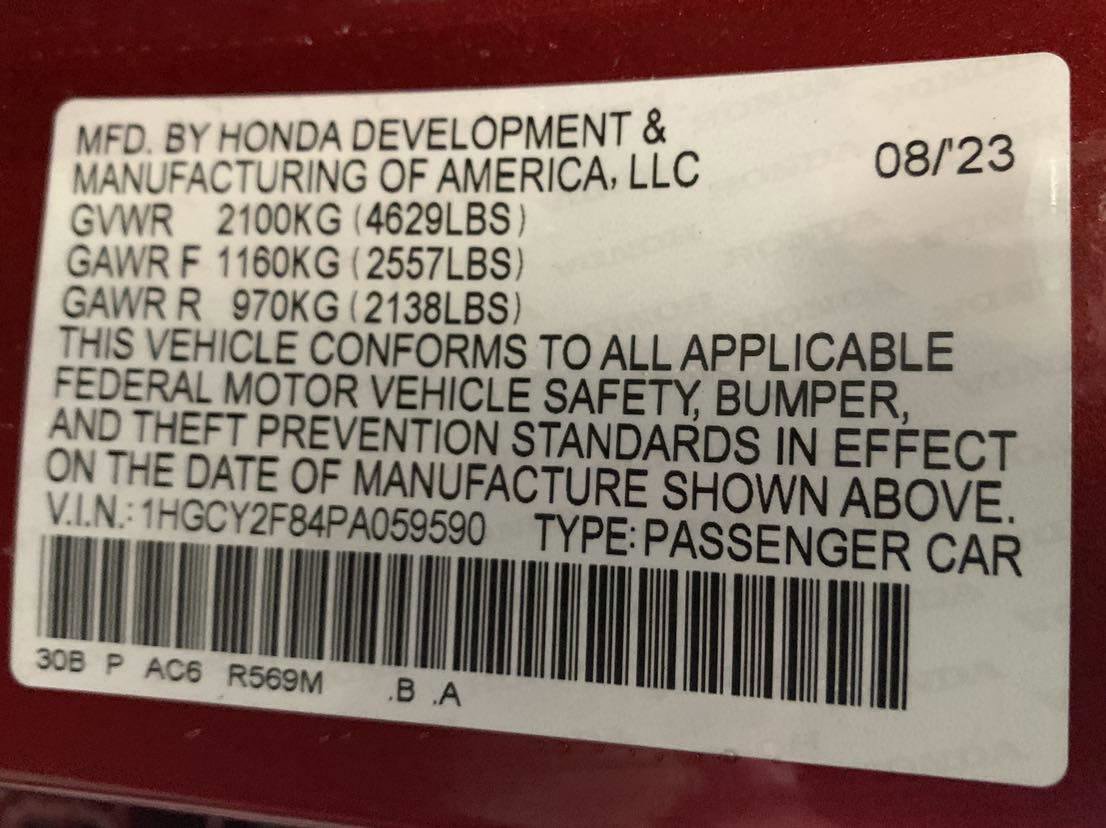 MFD. BY HONDA DEVELOPMENT &
MANUFACTURING OF AMERICA, LLC
08/'23
GVWR 2100KG (4629LBS)
GAWR F 1160KG (2557LBS)
GAWR R 970KG (2138LBS)
THIS VEHICLE CONFORMS TO ALL APPLICABLE
FEDERAL MOTOR VEHICLE SAFETY, BUMPER,
AND THEFT PREVENTION STANDARDS IN EFFECT
ON THE DATE OF MANUFACTURE SHOWN ABOVE.
V.I.N.: 1HGCY2F84PA059590 TYPE: PASSENGER CAR
30B P AC6 R569M .B .A